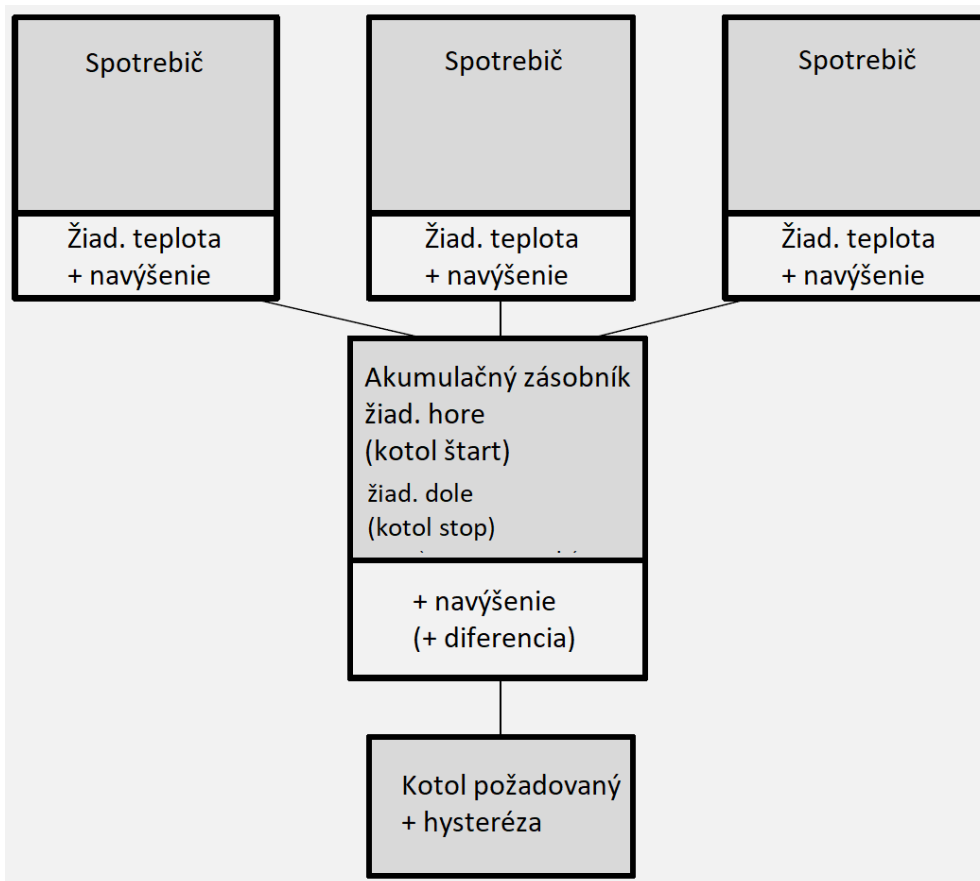 Spotrebič
Žiad. teplota
+ navýšenie
Spotrebič
Žiad. teplota
+ navýšenie
Spotrebič
Žiad. teplota
+ navýšenie
Akumulačný zásobník
žiad. hore
(kotol štart)
žiad. dole
(kotol stop)
+ navýšenie
(+ diferencia)
Kotol požadovaný
+ hysteréza